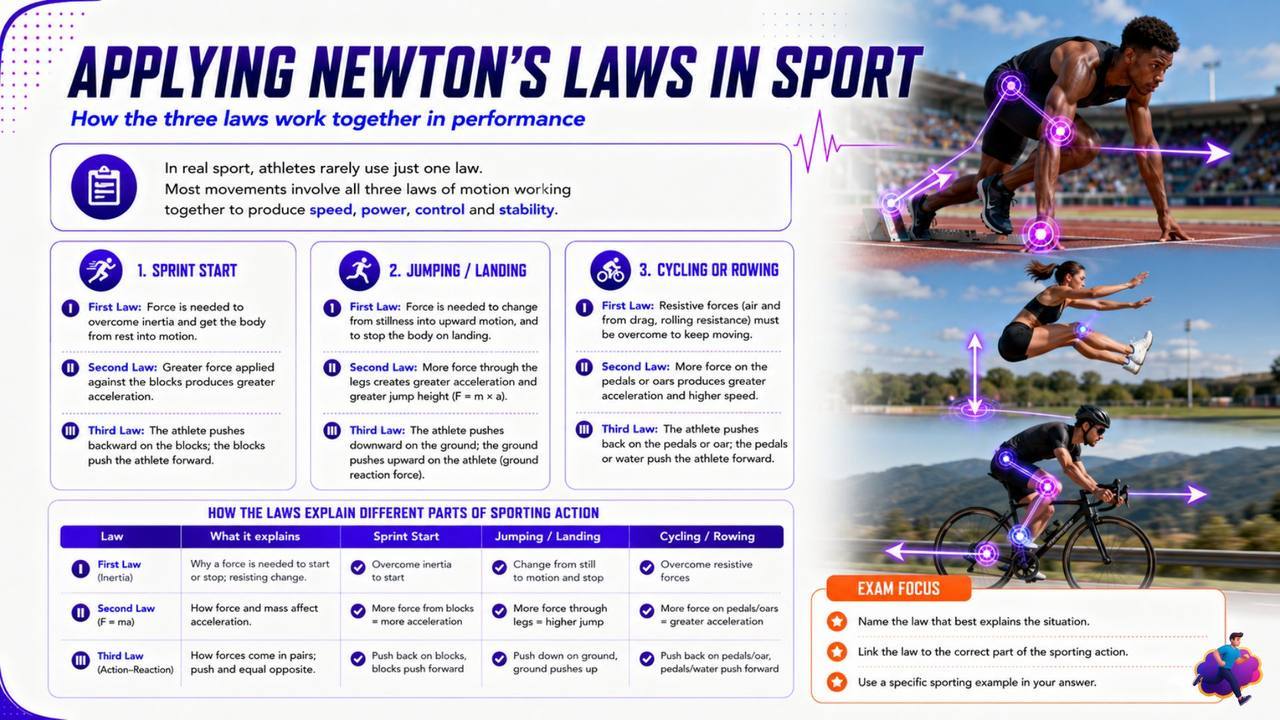 APPLYING NEWTON'S LAWS IN SPORT
How the three laws work together in performance
In real sport, athletes rarely use just one law.
Most movements involve all three laws of motion working
together to produce speed, power, control and stability.
1. SPRINT START
I First Law: Force is needed to
overcome inertia and get the body
from rest into motion.
II Second Law: Greater force applied
against the blocks produces greater
acceleration.
III Third Law: The athlete pushes
backward on the blocks; the blocks
push the athlete forward.
2. JUMPING / LANDING
I First Law: Force is needed to change
from stillness into upward motion, and
to stop the body on landing.
II Second Law: More force through the
legs creates greater acceleration and
greater jump height (F = m × a).
III Third Law: The athlete pushes
downward on the ground; the ground
pushes upward on the athlete (ground
reaction force).
3. CYCLING OR ROWING
I First Law: Resistive forces (air and
from drag, rolling resistance) must
be overcome to keep moving.
II Second Law: More force on the
pedals or oars produces greater
acceleration and higher speed.
III Third Law: The athlete pushes
back on the pedals or oar; the pedals
or water push the athlete forward.
HOW THE LAWS EXPLAIN DIFFERENT PARTS OF SPORTING ACTION
Law What it explains Sprint Start Jumping / Landing Cycling / Rowing
I First Law Why a force is needed to start Overcome inertia Change from still Overcome resistive
(Inertia) or stop; resisting change. to start to motion and stop forces
II Second Law How force and mass affect More force from blocks More force through More force on pedals/oars
(F = ma) acceleration. = more acceleration legs = higher jump = greater acceleration
III Third Law How forces come in pairs; Push back on blocks, Push down on ground, Push back on pedals/oar,
(Action–Reaction) push and equal opposite. blocks push forward ground pushes up pedals/water push forward
EXAM FOCUS
Name the law that best explains the situation.
Link the law to the correct part of the sporting action.
Use a specific sporting example in your answer.